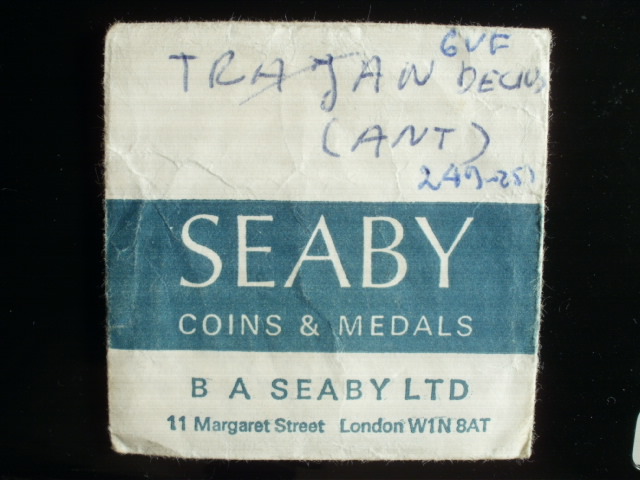 GVF
TRAJAN DECIUS
(ANT)
249-251
SEABY
COINS & MEDALS
B A SEABY LTD
11 Margaret Street London W1N 8AT